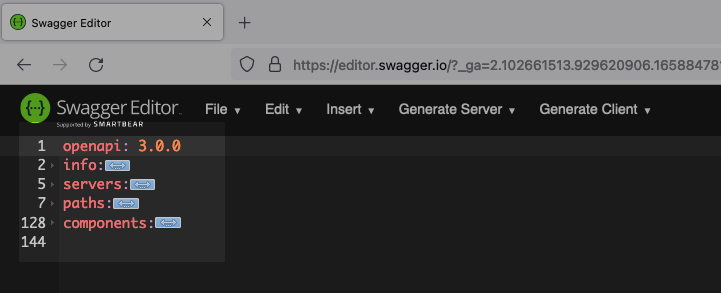 Swagger Editor
https://editor.swagger.io/?_ga=2.102661513.929620906.165884781
Swagger Editor File Edit Insert Generate Server Generate Client
Supported by SMARTBEAR
1 openapi: 3.0.0
2 info:
5 servers:
7 paths:
128 components:
144